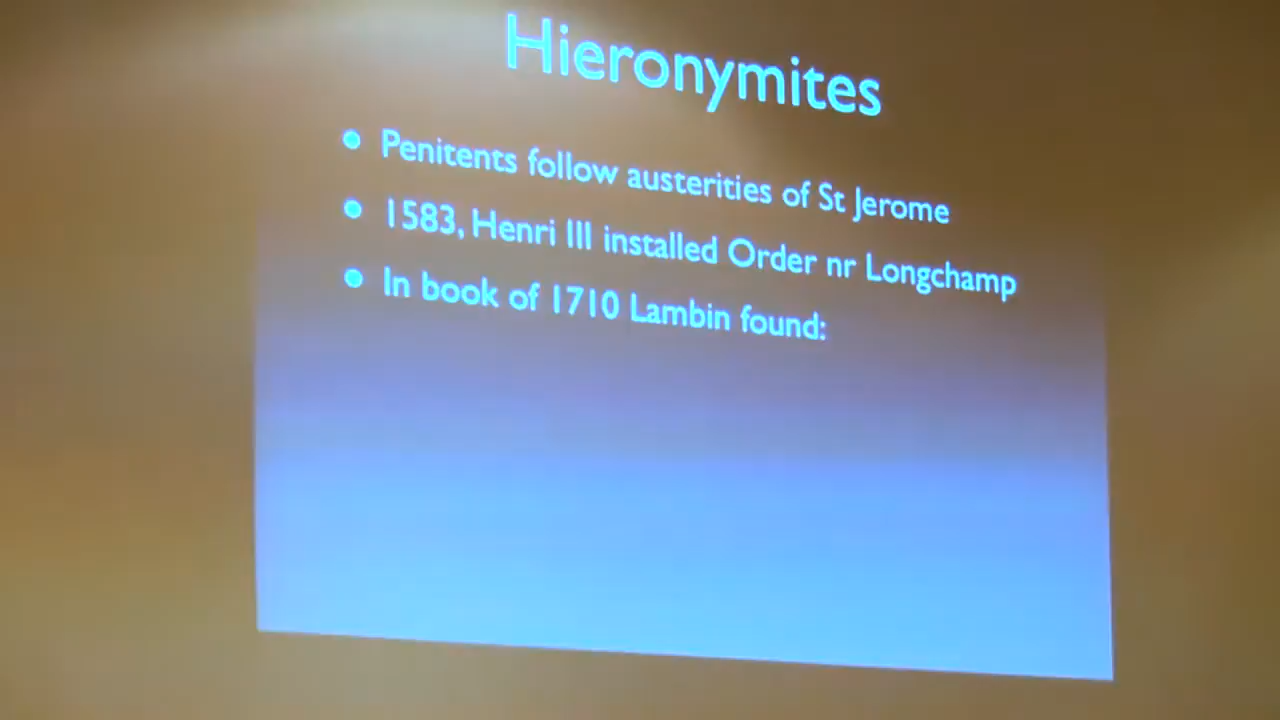 Hieronymites
Penitents follow austerities of St Jerome
1583, Henri III installed Order nr Longchamp
In book of 1710 Lambin found: